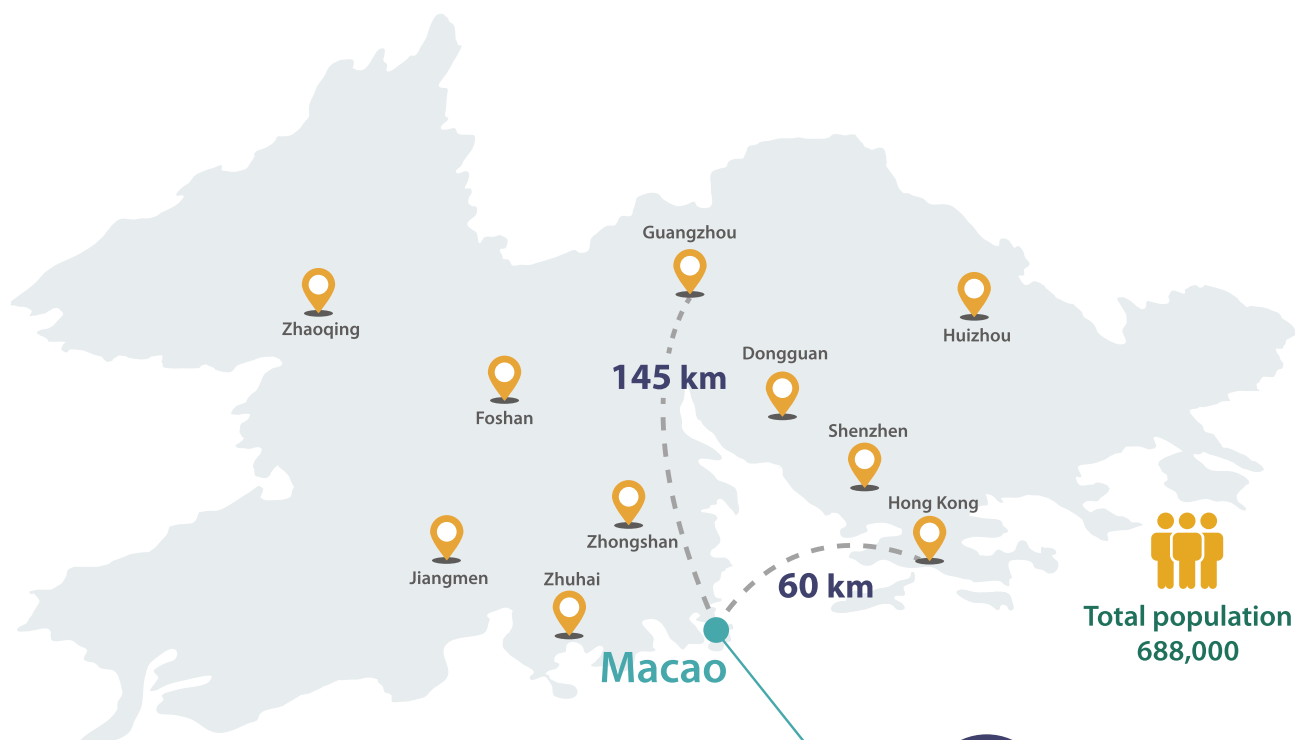 Guangzhou
Zhaoqing
Huizhou
Dongguan
145 km
Foshan
Shenzhen
Hong Kong
Zhongshan
Jiangmen
Zhuhai
60 km
Total population
688,000
Macao